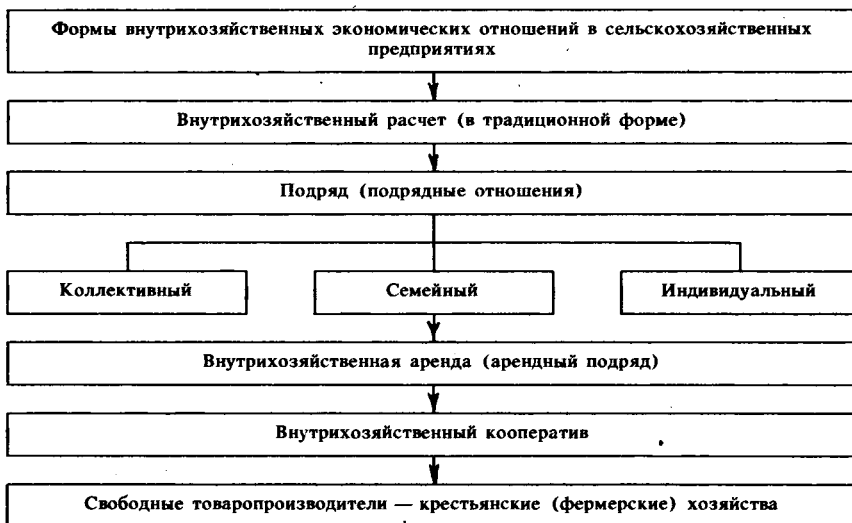 Формы внутрихозяйственных экономических отношений в сельскохозяйственных
предприятиях
Внутрихозяйственный расчет (в традиционной форме)
Подряд (подрядные отношения)
Коллективный
Семейный
Индивидуальный
Внутрихозяйственная аренда (арендный подряд)
Внутрихозяйственный кооператив
Свободные товаропроизводители — крестьянские (фермерские) хозяйства